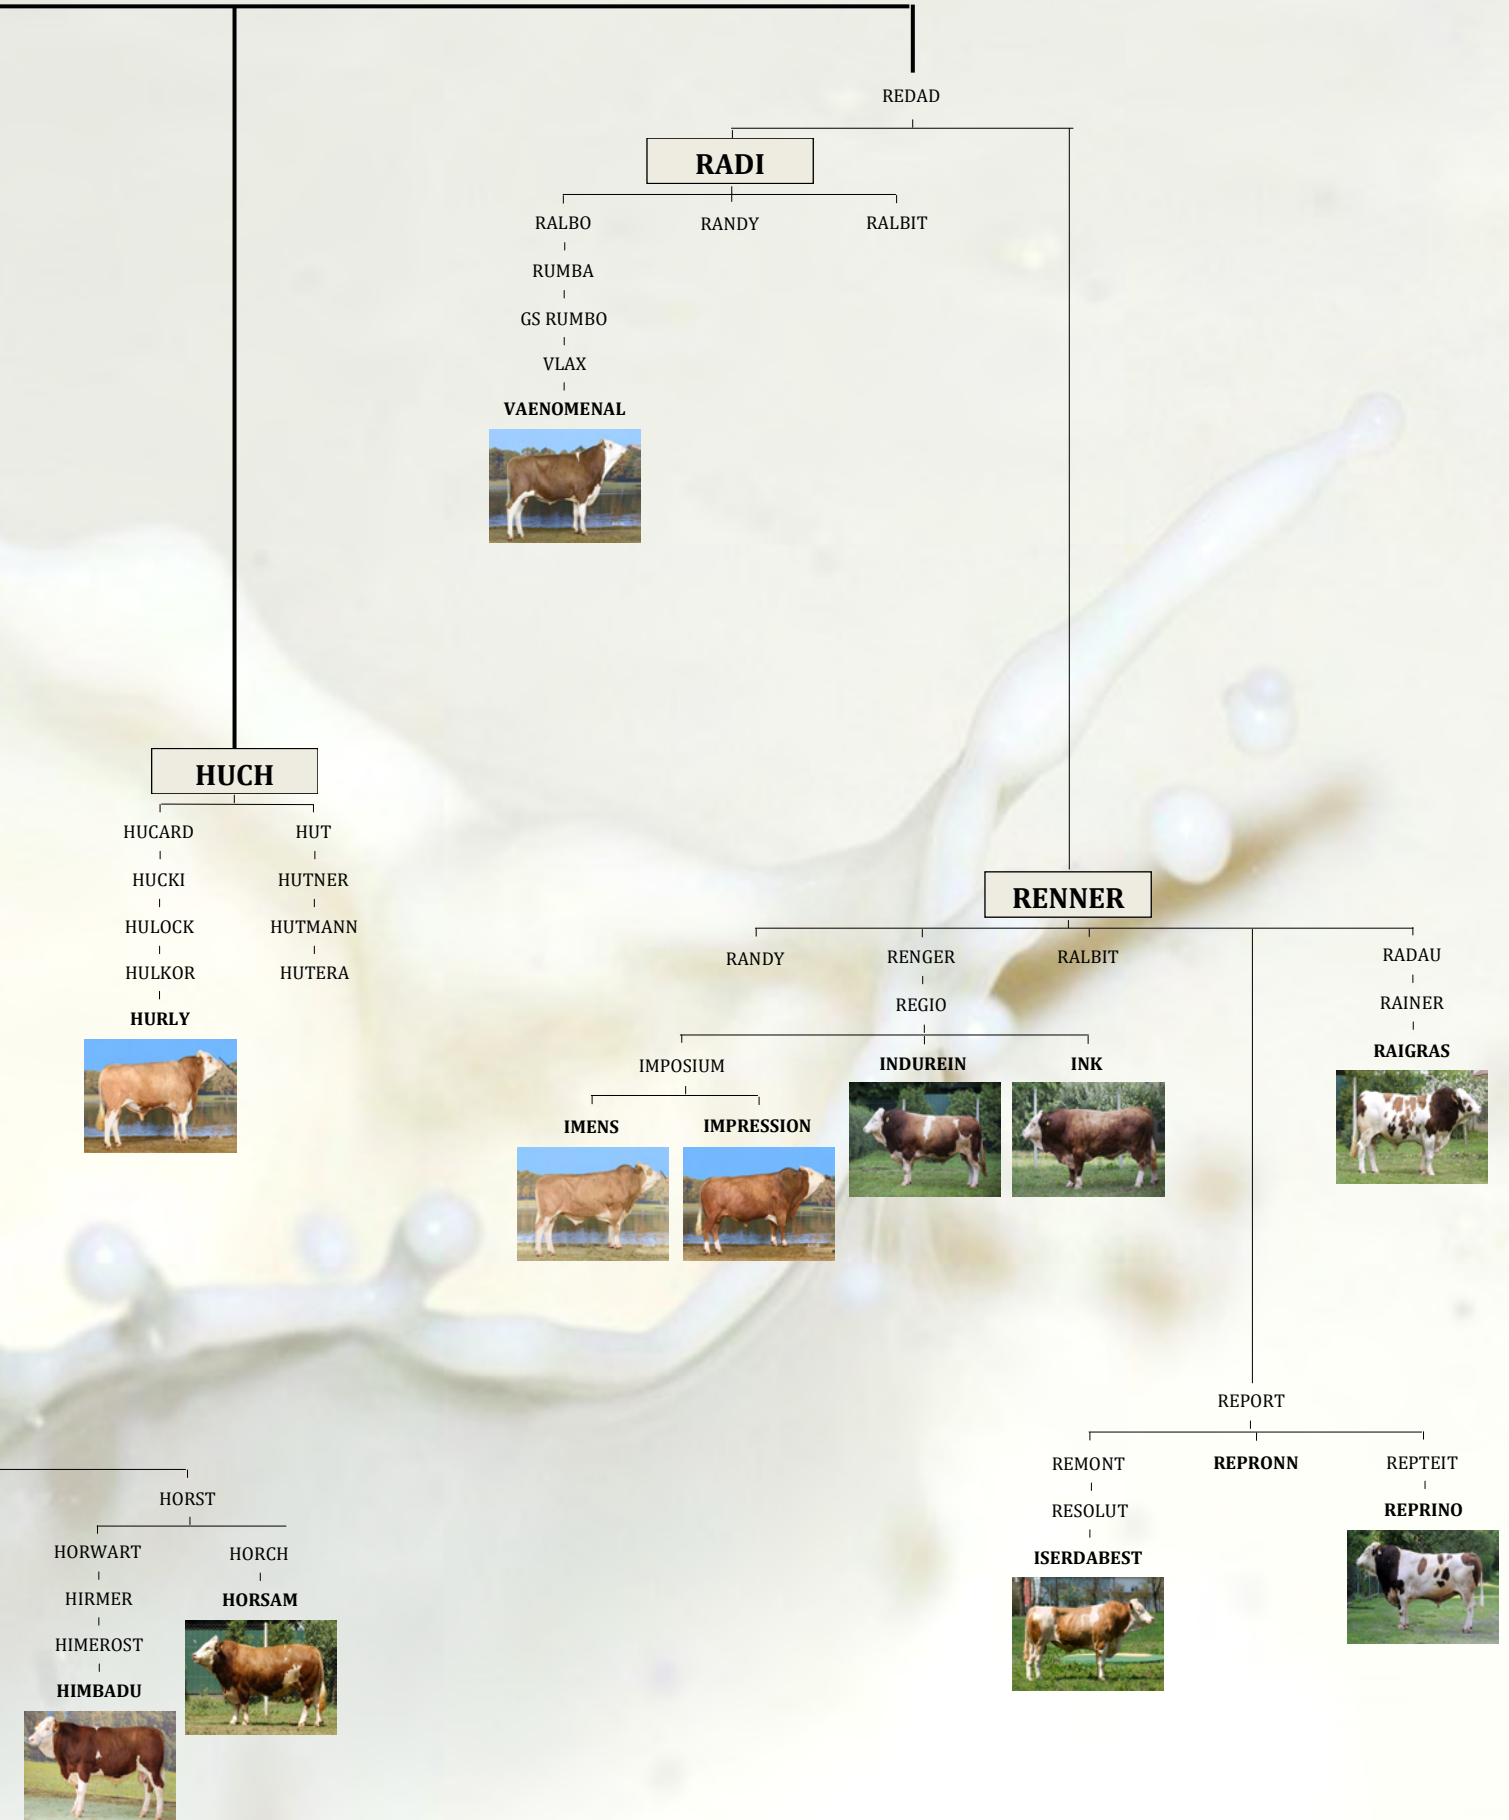 REDAD
RADI
RALBO RANDY RALBIT
RUMBA
GS RUMBO
VLAX
VAENOMENAL
HUCH
HUCARD HUT
HUCKI HUTNER
HULOCK HUTMANN
HULKOR HUTERA
HURLY
RENNER
RANDY RENGER RALBIT RADAU
REGIO RAINER
IMPOSIUM INDUREIN INK RAIGRAS
IMENS IMPRESSION
REPORT
REMONT REPRONN REPTEIT
RESOLUT REPRINO
ISERDABEST
HORST
HORWART HORCH
HIRMER HORSAM
HIMEROST
HIMBADU